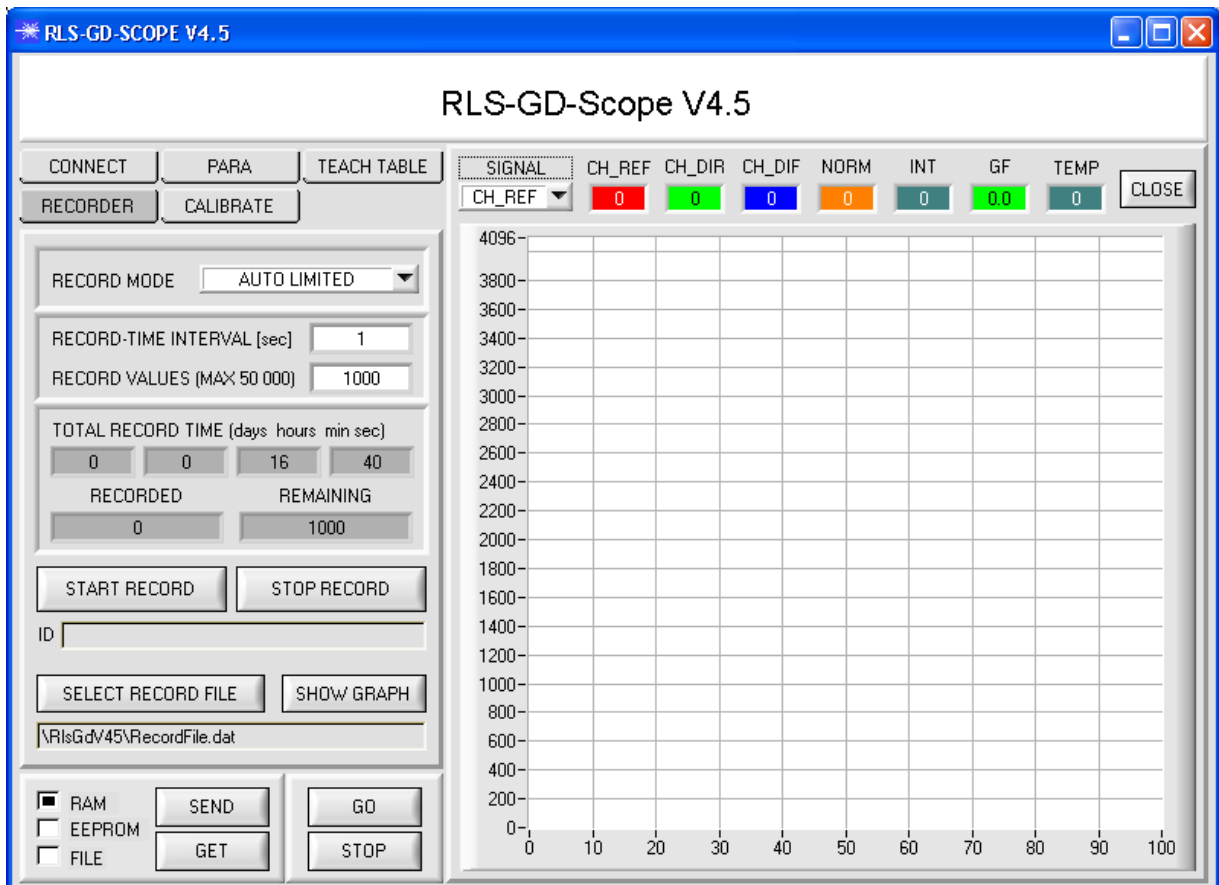 RLS-GD-SCOPE V4.5
RLS-GD-Scope V4.5
CONNECT PARA TEACH TABLE
RECORDER CALIBRATE
RECORD MODE AUTO LIMITED
RECORD-TIME INTERVAL [sec] 1
RECORD VALUES (MAX 50 000) 1000
TOTAL RECORD TIME (days hours min sec)
0 0 16 40
RECORDED REMAINING
0 1000
START RECORD STOP RECORD
ID
SELECT RECORD FILE SHOW GRAPH
\RlsGdV45\RecordFile.dat
RAM
EEPROM
FILE
SEND
GET
GO
STOP
SIGNAL CH_REF CH_DIR CH_DIF NORM INT GF TEMP
CH_REF 0 0 0 0 0 0.0 0
CLOSE
4096
3800
3600
3400
3200
3000
2800
2600
2400
2200
2000
1800
1600
1400
1200
1000
800
600
400
200
0
0 10 20 30 40 50 60 70 80 90 100